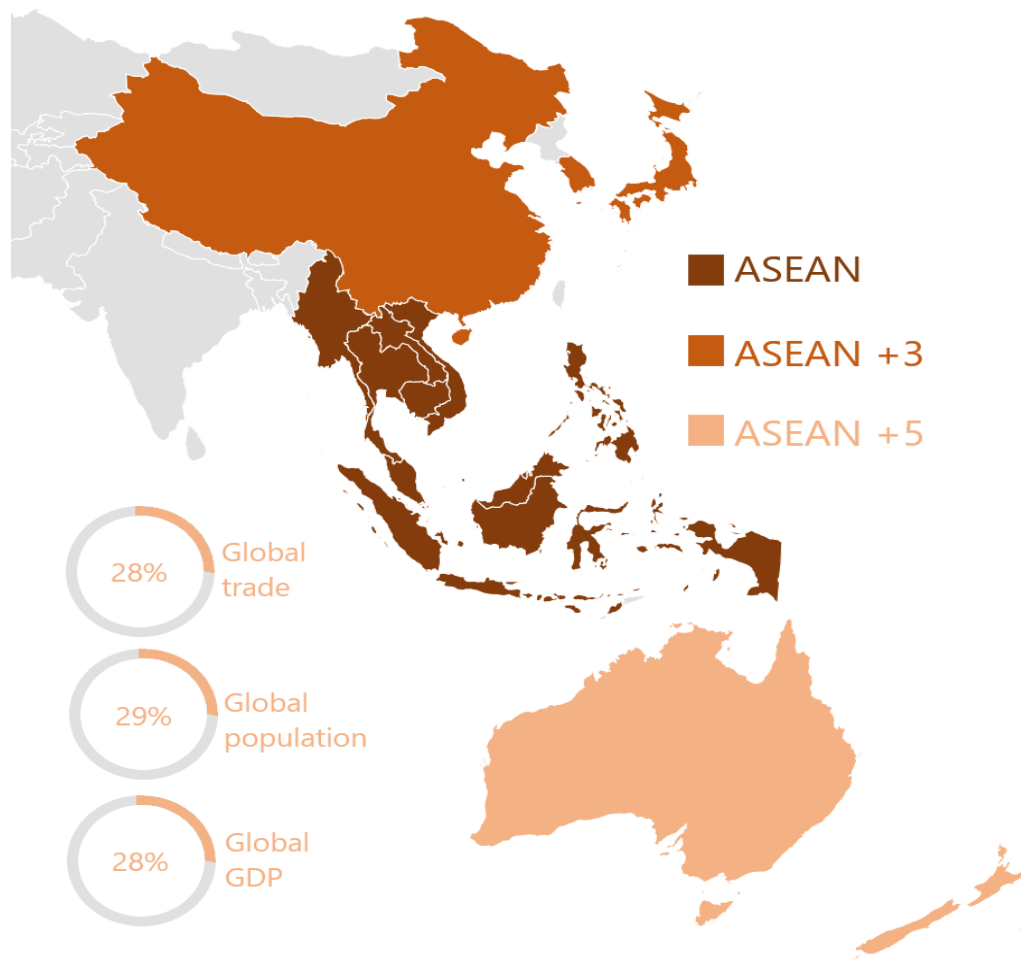 ASEAN
ASEAN +3
ASEAN +5
28%
Global
trade
29%
Global
population
28%
Global
GDP